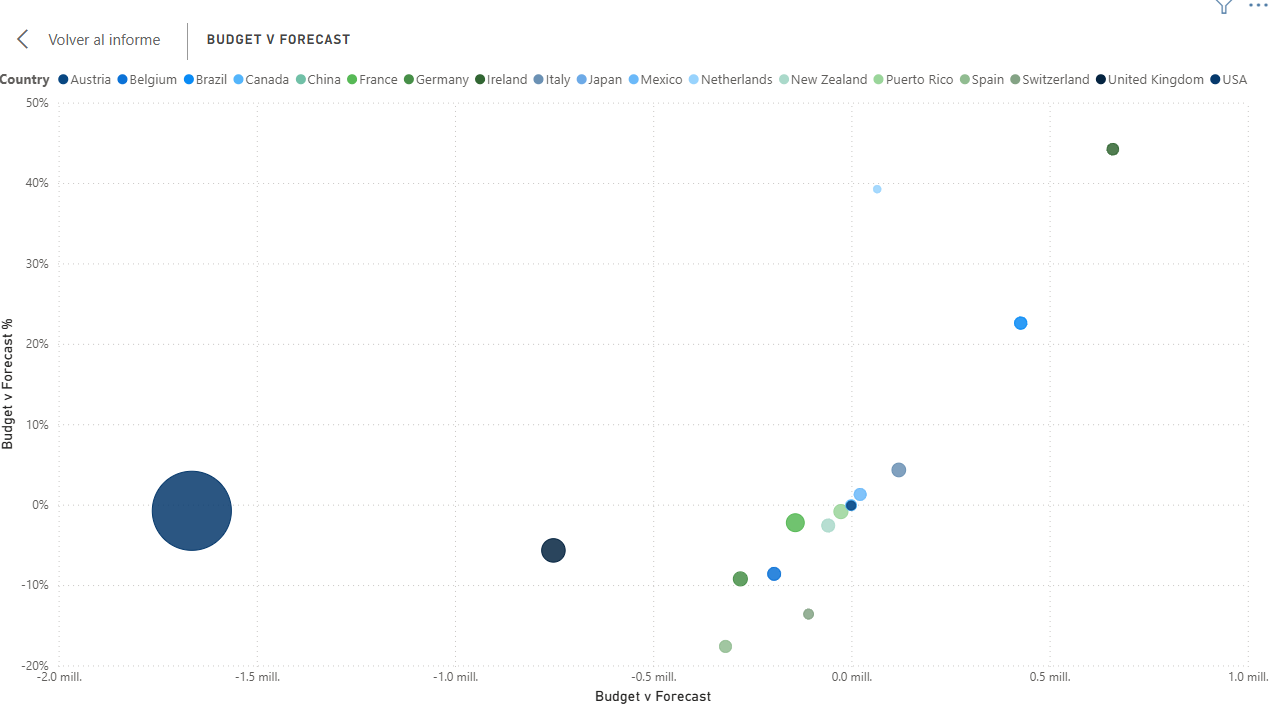 Volver al informe
BUDGET V FORECAST
Country Austria Belgium Brazil Canada China France Germany Ireland Italy Japan Mexico Netherlands New Zealand Puerto Rico Spain Switzerland United Kingdom USA
50%
40%
30%
20%
10%
0%
-10%
-20%
Budget v Forecast %
-2.0 mill. -1.5 mill. -1.0 mill. -0.5 mill. 0.0 mill. 0.5 mill. 1.0 mill.
Budget v Forecast